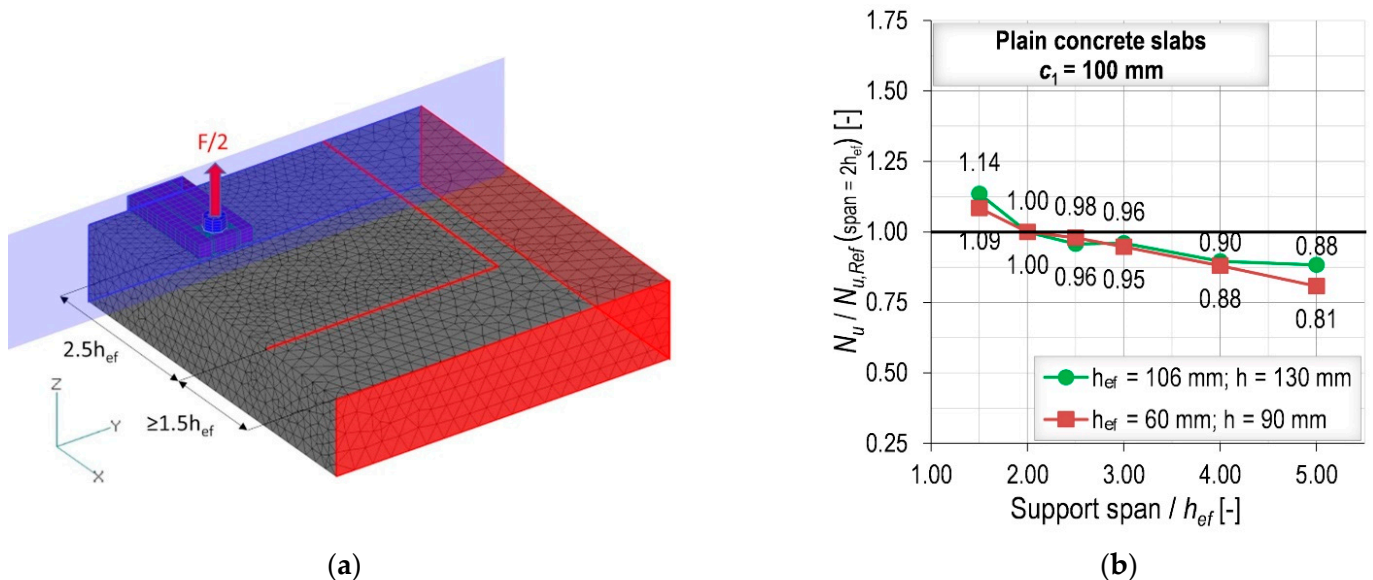 F/2
2.5hef
≥1.5hef
Z
Y
X
(a)
Plain concrete slabs
c1 = 100 mm
Nu / Nu,Ref (span = 2hef) [-]
1.75
1.50
1.25
1.00
0.75
0.50
0.25
1.14
1.00
0.98
0.96
0.90
0.88
1.09
1.00
0.96
0.95
0.88
0.81
hef = 106 mm; h = 130 mm
hef = 60 mm; h = 90 mm
1.00 2.00 3.00 4.00 5.00
Support span / hef [-]
(b)